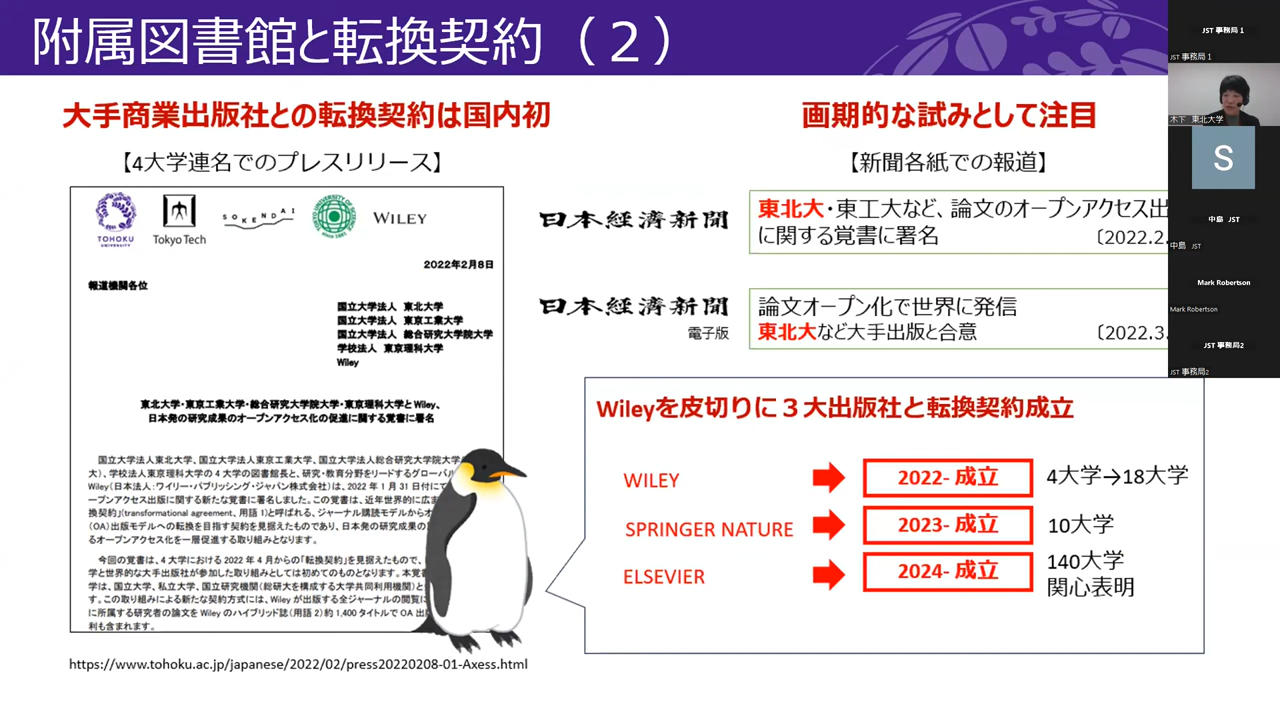 附属図書館と転換契約（２）
大手商業出版社との転換契約は国内初
【4大学連名でのプレスリリース】
TOHOKU
UNIVERSITY
Tokyo Tech
SOKENDAI
TOKYO UNIVERSITY OF SCIENCE
since 1881
WILEY
2022年2月8日
報道機関各位
国立大学法人 東北大学
国立大学法人 東京工業大学
国立大学法人 総合研究大学院大学
学校法人 東京理科大学
Wiley
東北大学・東京工業大学・総合研究大学院大学・東京理科大学と Wiley、
日本発の研究成果のオープンアクセス化の促進に関する覚書に署名
国立大学法人東北大学、国立大学法人東京工業大学、国立大学法人総合研究大学院大学
大）、学校法人東京理科大学の 4 大学の図書館長と、研究・教育分野をリードするグローバル
Wiley（日本法人：ワイリー・パブリッシング・ジャパン株式会社）は、2022 年 1 月 31 日付にて
ープンアクセス出版に関する新たな覚書に署名しました。この覚書は、近年世界的に広ま
換契約」（transformational agreement, 用語 1）と呼ばれる、ジャーナル購読モデルからオ
（OA）出版モデルへの転換を目指す契約を見据えたものであり、日本発の研究成果の
るオープンアクセス化を一層促進する取り組みとなります。
今回の覚書は、4 大学における 2022 年 4 月からの「転換契約」を見据えたもので、
学と世界的な大手出版社が参加した取り組みとしては初めてのものとなります。本覚
学は、国立大学、私立大学、国立研究機関（総研大を構成する大学共同利用機関）と
す。この取り組みによる新たな契約方式には、Wiley が出版する全ジャーナルの閲覧に
に所属する研究者の論文を Wiley のハイブリッド誌（用語 2）約 1,400 タイトルで OA 出
利も含まれます。
https://www.tohoku.ac.jp/japanese/2022/02/press20220208-01-Axess.html
画期的な試みとして注目
【新聞各紙での報道】
日本経済新聞
東北大・東工大など、論文のオープンアクセス出
に関する覚書に署名 〔2022.2.
日本経済新聞
電子版
論文オープン化で世界に発信
東北大など大手出版と合意 〔2022.3.
Wileyを皮切りに３大出版社と転換契約成立
WILEY 2022- 成立 4大学→18大学
SPRINGER NATURE 2023- 成立 10大学
ELSEVIER 2024- 成立 140大学
関心表明
JST 事務局 1
JST 事務局 1
木下 東北大学
S
中島 JST
中島 JST
Mark Robertson
Mark Robertson
JST 事務局2
JST 事務局2